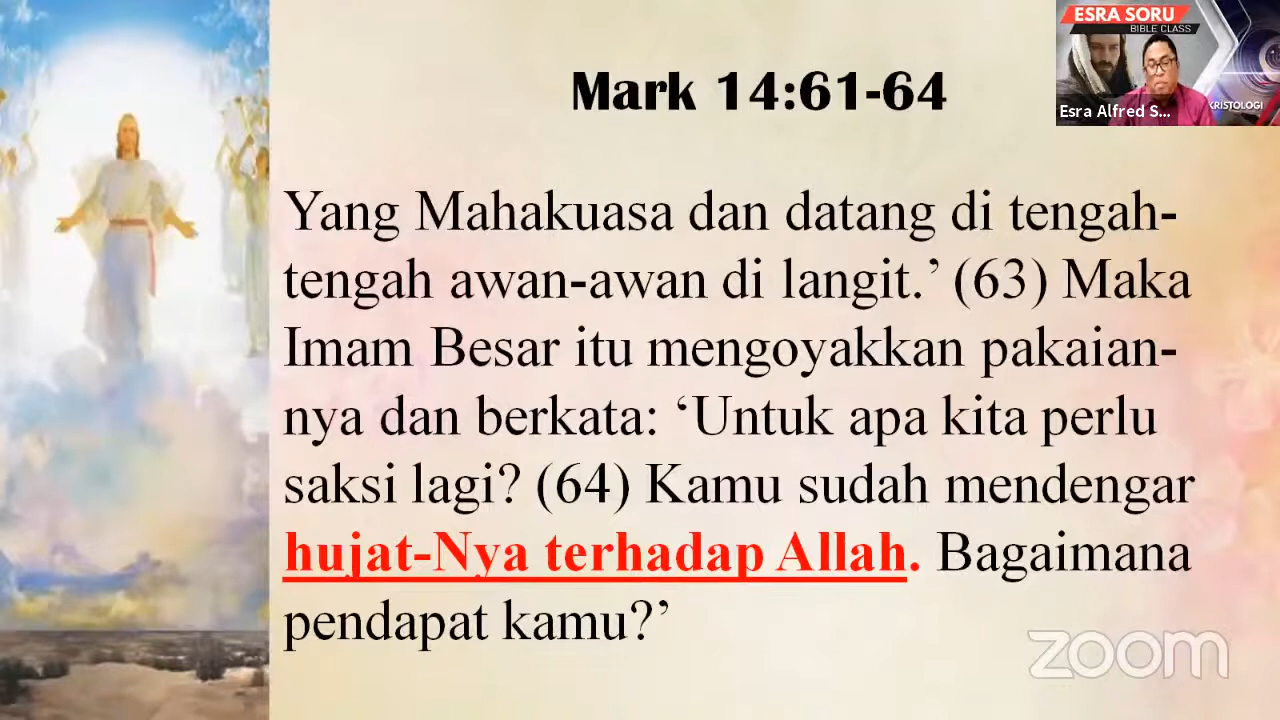 ESRA SORU
BIBLE CLASS
KRISTOLOGI
Esra Alfred S...
Mark 14:61-64
Yang Mahakuasa dan datang di tengah-
tengah awan-awan di langit.’ (63) Maka
Imam Besar itu mengoyakkan pakaian-
nya dan berkata: ‘Untuk apa kita perlu
saksi lagi? (64) Kamu sudah mendengar
hujat-Nya terhadap Allah. Bagaimana
pendapat kamu?’
zoom